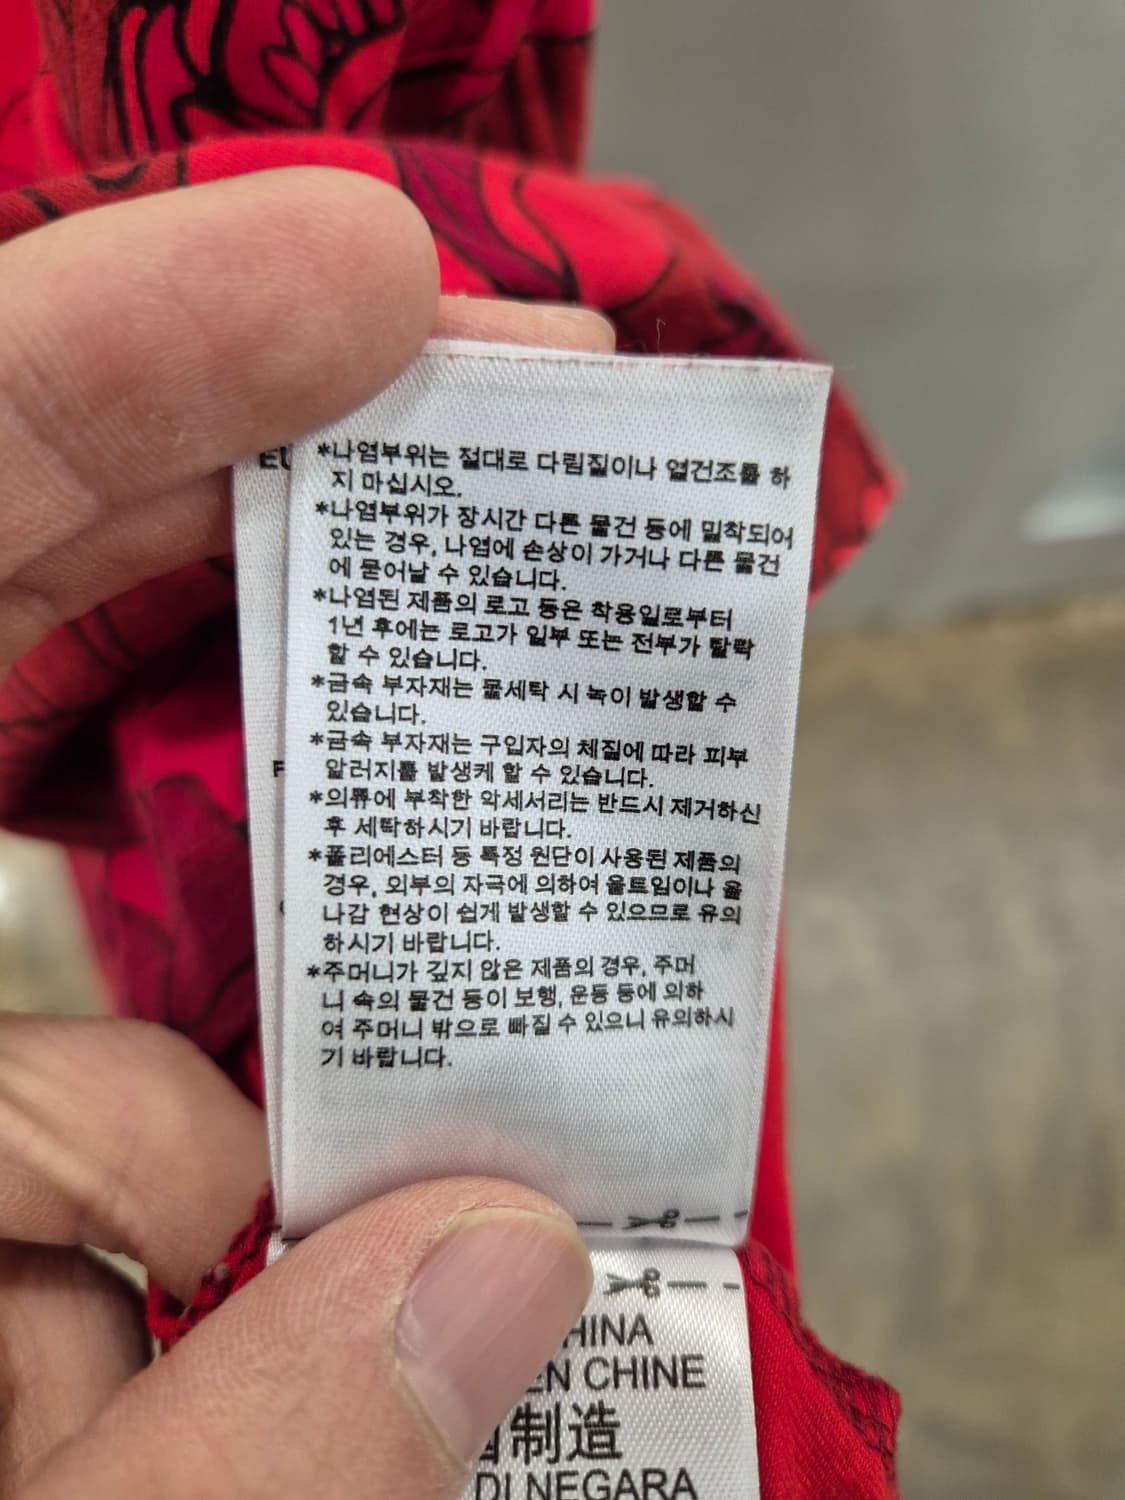 *나염부위는 절대로 다림질이나 열건조를 하
지 마십시오.
*나염부위가 장시간 다른 물건 등에 밀착되어
있는 경우, 나염에 손상이 가거나 다른 물건
에 묻어날 수 있습니다.
*나염된 제품의 로고 등은 착용일로부터
1년 후에는 로고가 일부 또는 전부가 탈락
할 수 있습니다.
*금속 부자재는 물세탁 시 녹이 발생할 수
있습니다.
*금속 부자재는 구입자의 체질에 따라 피부
알러지를 발생케 할 수 있습니다.
*의류에 부착한 악세서리는 반드시 제거하신
후 세탁하시기 바랍니다.
*폴리에스터 등 특정 원단이 사용된 제품의
경우, 외부의 자극에 의하여 올트임이나 올
나감 현상이 쉽게 발생할 수 있으므로 유의
하시기 바랍니다.
*주머니가 깊지 않은 제품의 경우, 주머
니 속의 물건 등이 보행, 운동 등에 의하
여 주머니 밖으로 빠질 수 있으니 유의하시
기 바랍니다.
EU
HINA
EN CHINE
制造
DI NEGARA